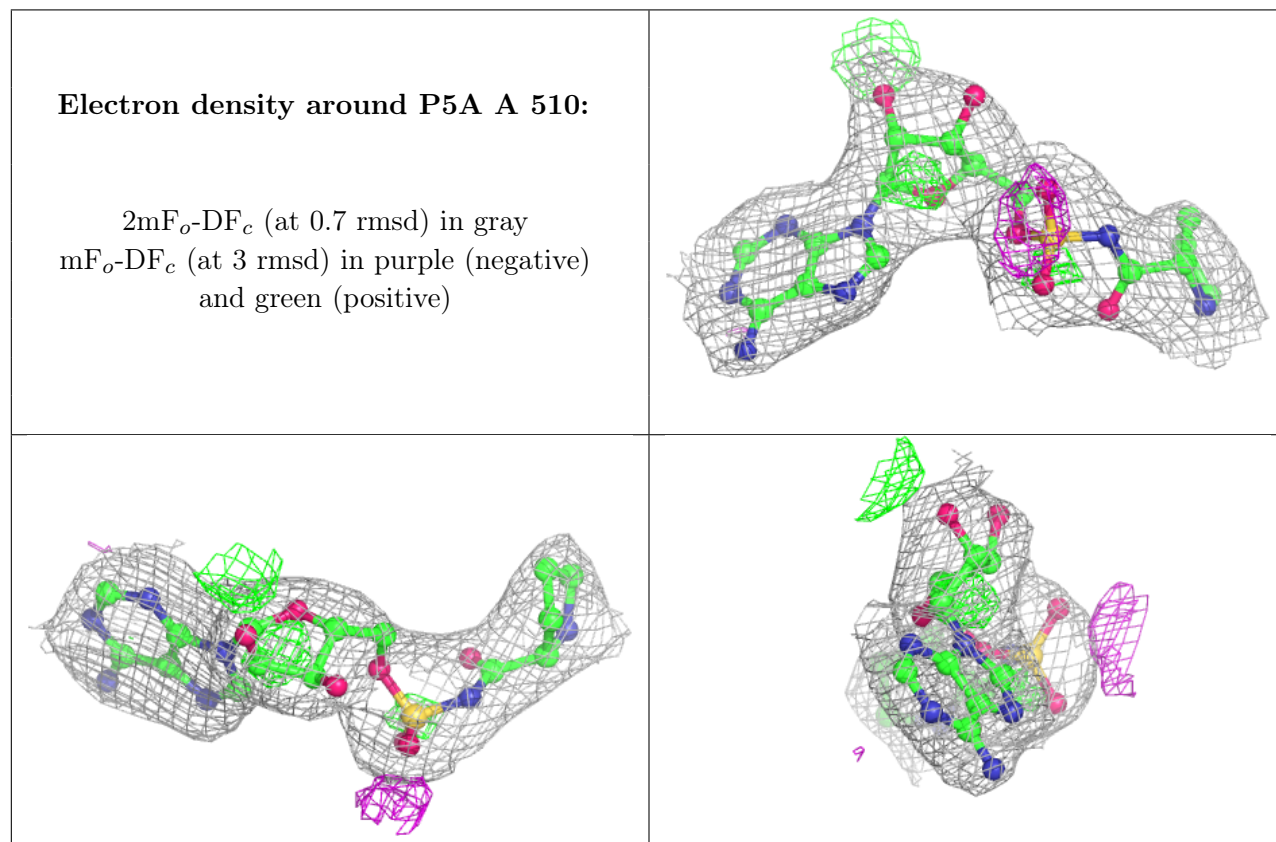 Electron density around P5A A 510:
2mFo-DFc (at 0.7 rmsd) in gray
mFo-DFc (at 3 rmsd) in purple (negative)
and green (positive)